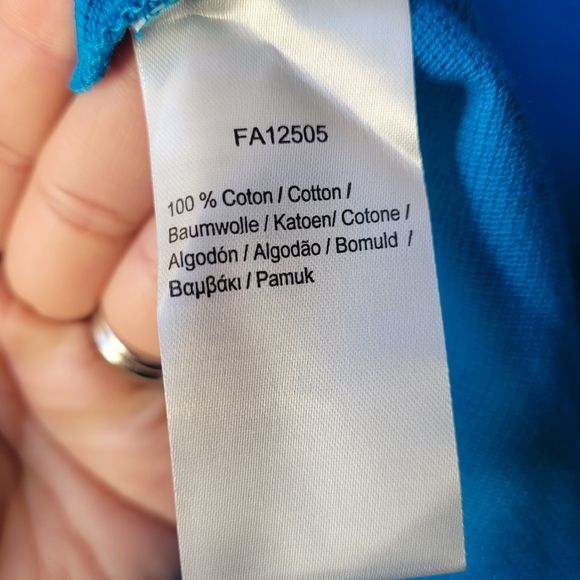 FA12505
100 % Coton / Cotton /
Baumwolle / Katoen/ Cotone /
Algodón / Algodão / Bomuld /
Βαμβάκι / Pamuk